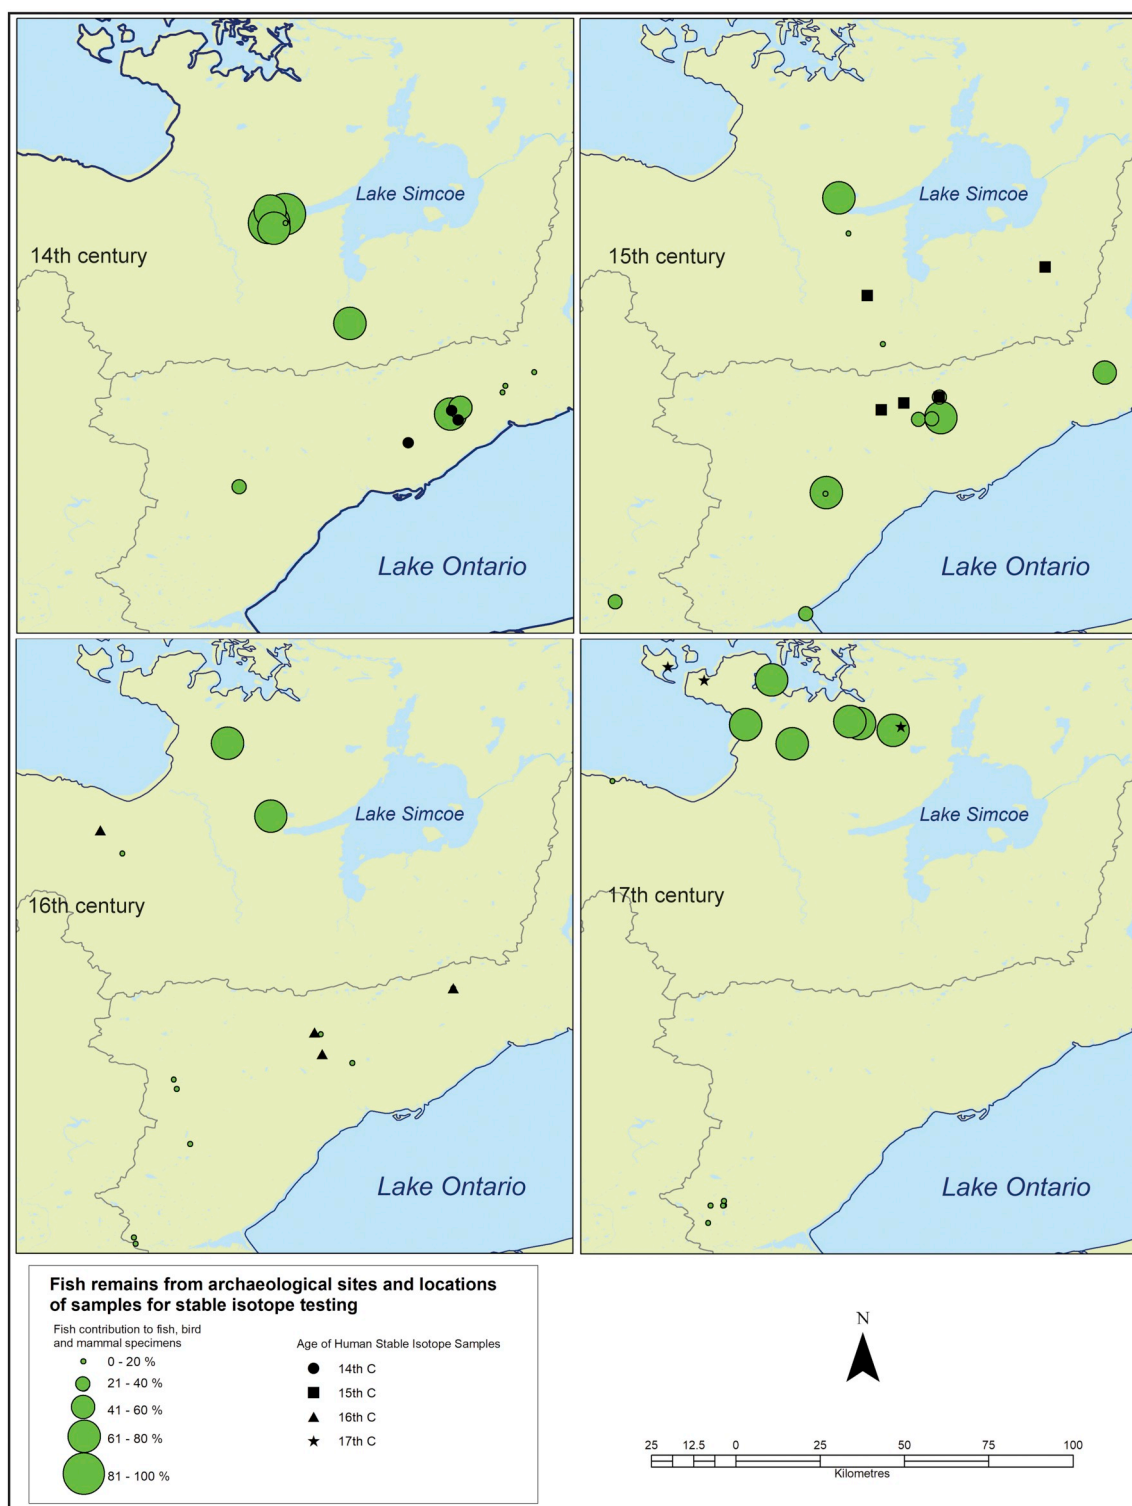 Lake Simcoe
14th century
Lake Ontario
Lake Simcoe
15th century
Lake Ontario
Lake Simcoe
16th century
Lake Ontario
Lake Simcoe
17th century
Lake Ontario
Fish remains from archaeological sites and locations
of samples for stable isotope testing
Fish contribution to fish, bird
and mammal specimens
0 - 20 %
21 - 40 %
41 - 60 %
61 - 80 %
81 - 100 %
Age of Human Stable Isotope Samples
14th C
15th C
16th C
17th C
N
25 12.5 0 25 50 75 100
Kilometres